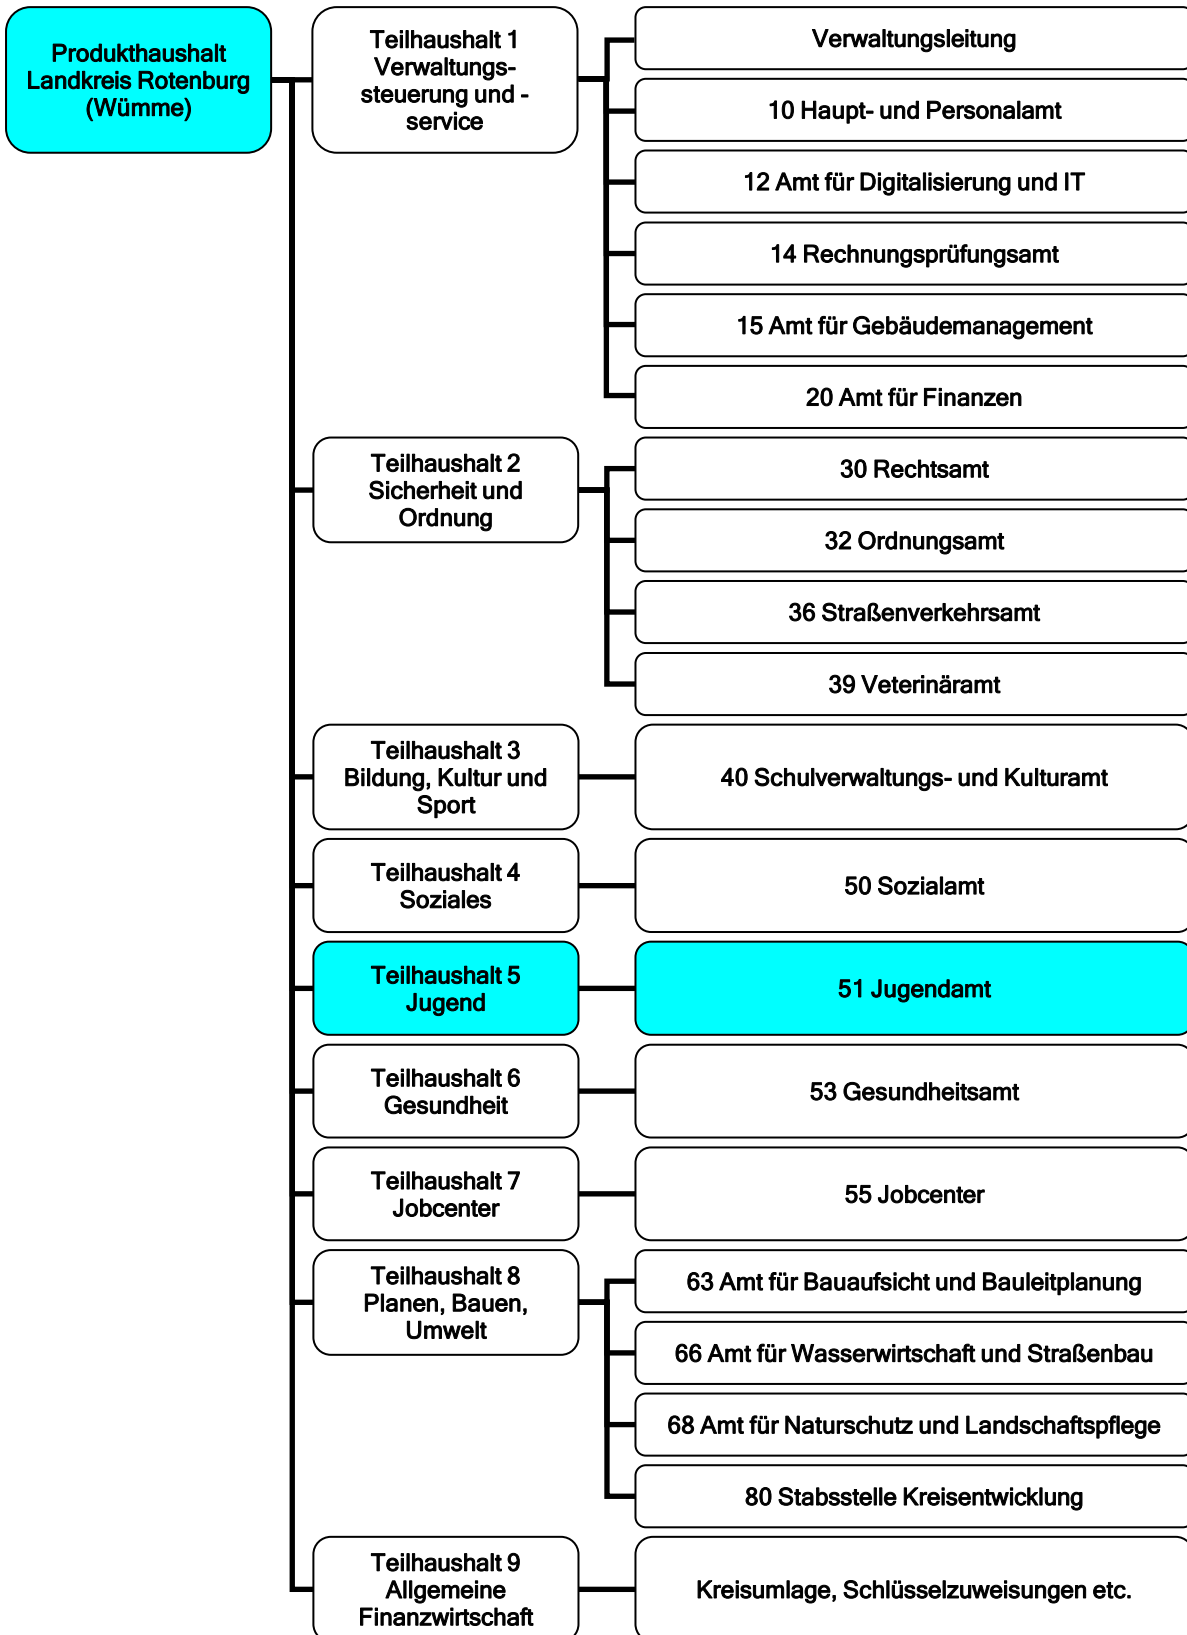 Produkthaushalt
Landkreis Rotenburg
(Wümme)
Teilhaushalt 1
Verwaltungs-
steuerung und -
service
Verwaltungsleitung
10 Haupt- und Personalamt
12 Amt für Digitalisierung und IT
14 Rechnungsprüfungsamt
15 Amt für Gebäudemanagement
20 Amt für Finanzen
Teilhaushalt 2
Sicherheit und
Ordnung
30 Rechtsamt
32 Ordnungsamt
36 Straßenverkehrsamt
39 Veterinäramt
Teilhaushalt 3
Bildung, Kultur und
Sport
40 Schulverwaltungs- und Kulturamt
Teilhaushalt 4
Soziales
50 Sozialamt
Teilhaushalt 5
Jugend
51 Jugendamt
Teilhaushalt 6
Gesundheit
53 Gesundheitsamt
Teilhaushalt 7
Jobcenter
55 Jobcenter
Teilhaushalt 8
Planen, Bauen,
Umwelt
63 Amt für Bauaufsicht und Bauleitplanung
66 Amt für Wasserwirtschaft und Straßenbau
68 Amt für Naturschutz und Landschaftspflege
80 Stabsstelle Kreisentwicklung
Teilhaushalt 9
Allgemeine
Finanzwirtschaft
Kreisumlage, Schlüsselzuweisungen etc.